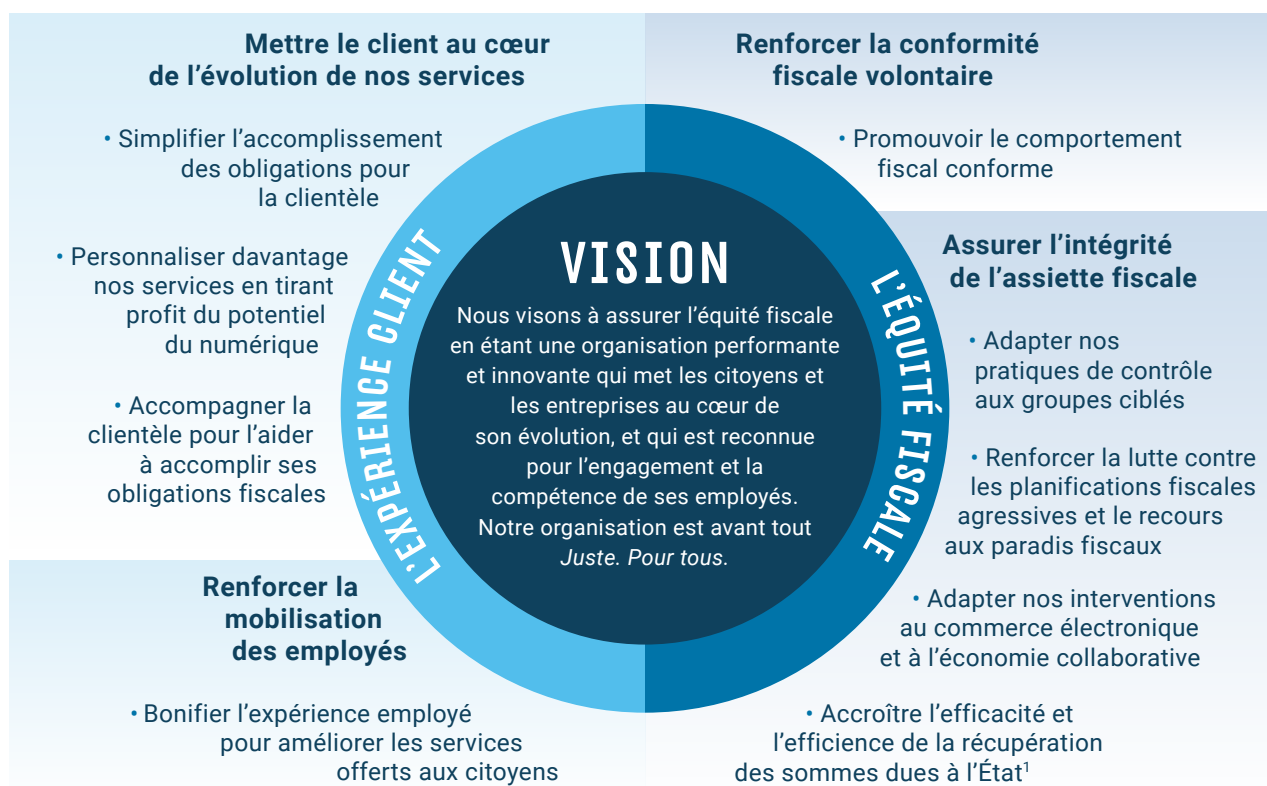 Mettre le client au cœur
de l’évolution de nos services
• Simplifier l’accomplissement
des obligations pour
la clientèle
• Personnaliser davantage
nos services en tirant
profit du potentiel
du numérique
• Accompagner la
clientèle pour l’aider
à accomplir ses
obligations fiscales
Renforcer la
mobilisation
des employés
• Bonifier l’expérience employé
pour améliorer les services
offerts aux citoyens
L’EXPÉRIENCE CLIENT
VISION
Nous visons à assurer l’équité fiscale
en étant une organisation performante
et innovante qui met les citoyens et
les entreprises au cœur de
son évolution, et qui est reconnue
pour l’engagement et la
compétence de ses employés.
Notre organisation est avant tout
Juste. Pour tous.
L’ÉQUITÉ FISCALE
Renforcer la conformité
fiscale volontaire
• Promouvoir le comportement
fiscal conforme
Assurer l’intégrité
de l’assiette fiscale
• Adapter nos
pratiques de contrôle
aux groupes ciblés
• Renforcer la lutte contre
les planifications fiscales
agressives et le recours
aux paradis fiscaux
• Adapter nos interventions
au commerce électronique
et à l’économie collaborative
• Accroître l’efficacité et
l’efficience de la récupération
des sommes dues à l’État¹